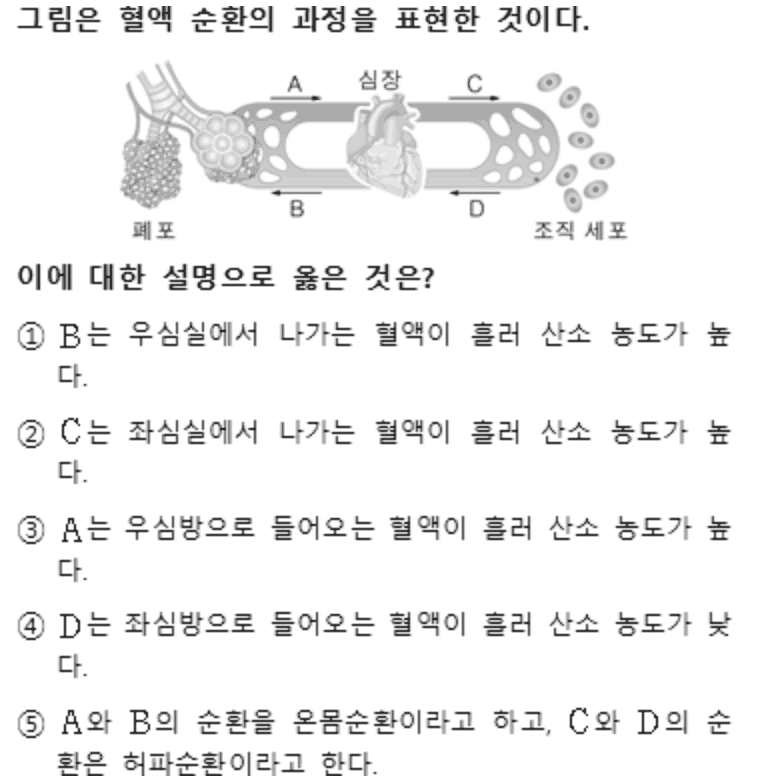 그림은 혈액 순환의 과정을 표현한 것이다.
A 심장 C
B D
폐포 조직 세포
이에 대한 설명으로 옳은 것은?
① B는 우심실에서 나가는 혈액이 흘러 산소 농도가 높
다.
② C는 좌심실에서 나가는 혈액이 흘러 산소 농도가 높
다.
③ A는 우심방으로 들어오는 혈액이 흘러 산소 농도가 높
다.
④ D는 좌심방으로 들어오는 혈액이 흘러 산소 농도가 낮
다.
⑤ A와 B의 순환을 온몸순환이라고 하고, C와 D의 순
환은 허파순환이라고 한다.